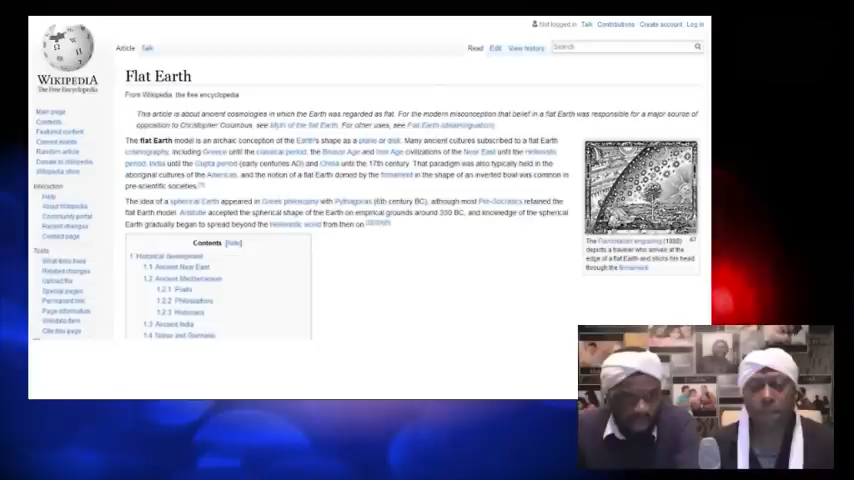 Not logged in Talk Contributions Create account Log in
Article Talk
Read Edit View history
Search
WIKIPEDIA
The Free Encyclopedia
Flat Earth
From Wikipedia, the free encyclopedia
This article is about ancient cosmologies in which the Earth was regarded as flat. For the modern misconception that belief in a flat Earth was responsible for a major source of
opposition to Christopher Columbus, see Myth of the flat Earth. For other uses, see Flat Earth (disambiguation).
The flat Earth model is an archaic conception of the Earth's shape as a plane or disk. Many ancient cultures subscribed to a flat Earth
cosmography, including Greece until the classical period, the Bronze Age and Iron Age civilizations of the Near East until the Hellenistic
period, India until the Gupta period (early centuries AD) and China until the 17th century. That paradigm was also typically held in the
aboriginal cultures of the Americas, and the notion of a flat Earth domed by the firmament in the shape of an inverted bowl was common in
pre-scientific societies.
The idea of a spherical Earth appeared in Greek philosophy with Pythagoras (6th century BC), although most Pre-Socratics retained the
flat Earth model. Aristotle accepted the spherical shape of the Earth on empirical grounds around 330 BC, and knowledge of the spherical
Earth gradually began to spread beyond the Hellenistic world from then on.
The Flammarion engraving (1888)
depicts a traveler who arrives at the
edge of a flat Earth and sticks his head
through the firmament
Contents [hide]
1 Historical development
1.1 Ancient Near East
1.2 Ancient Mediterranean
1.2.1 Poets
1.2.2 Philosophers
1.2.3 Historians
1.3 Ancient India
1.4 Norse and Germanic
Main page
Contents
Featured content
Current events
Random article
Donate to Wikipedia
Wikipedia store
Interaction
Help
About Wikipedia
Community portal
Recent changes
Contact page
Tools
What links here
Related changes
Upload file
Special pages
Permanent link
Page information
Wikidata item
Cite this page